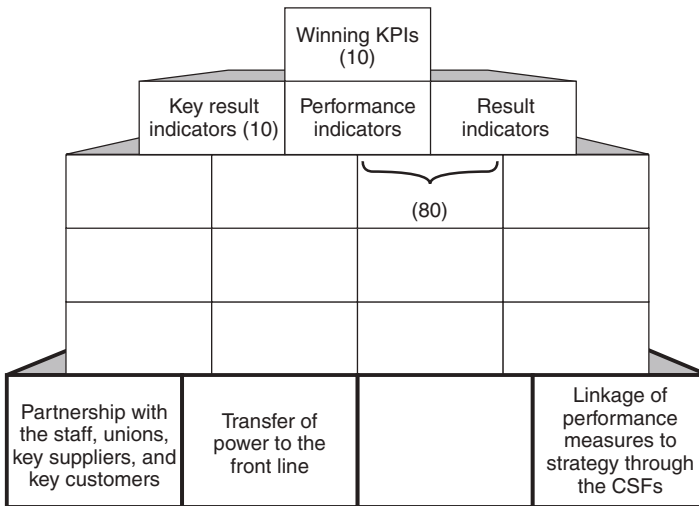 Winning KPIs
(10)
Key result
indicators (10)
Performance
indicators
Result
indicators
(80)
Partnership with
the staff, unions,
key suppliers, and
key customers
Transfer of
power to the
front line
Linkage of
performance
measures to
strategy through
the CSFs